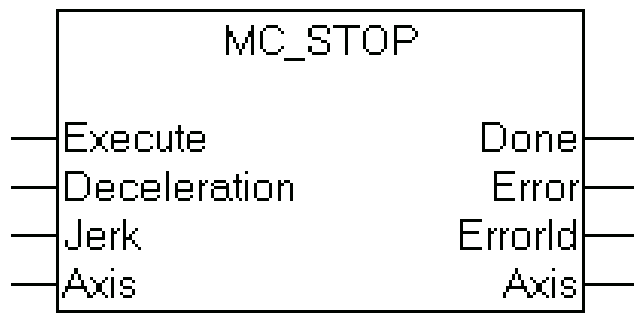 MC_STOP
Execute Done
Deceleration Error
Jerk ErrorId
Axis Axis